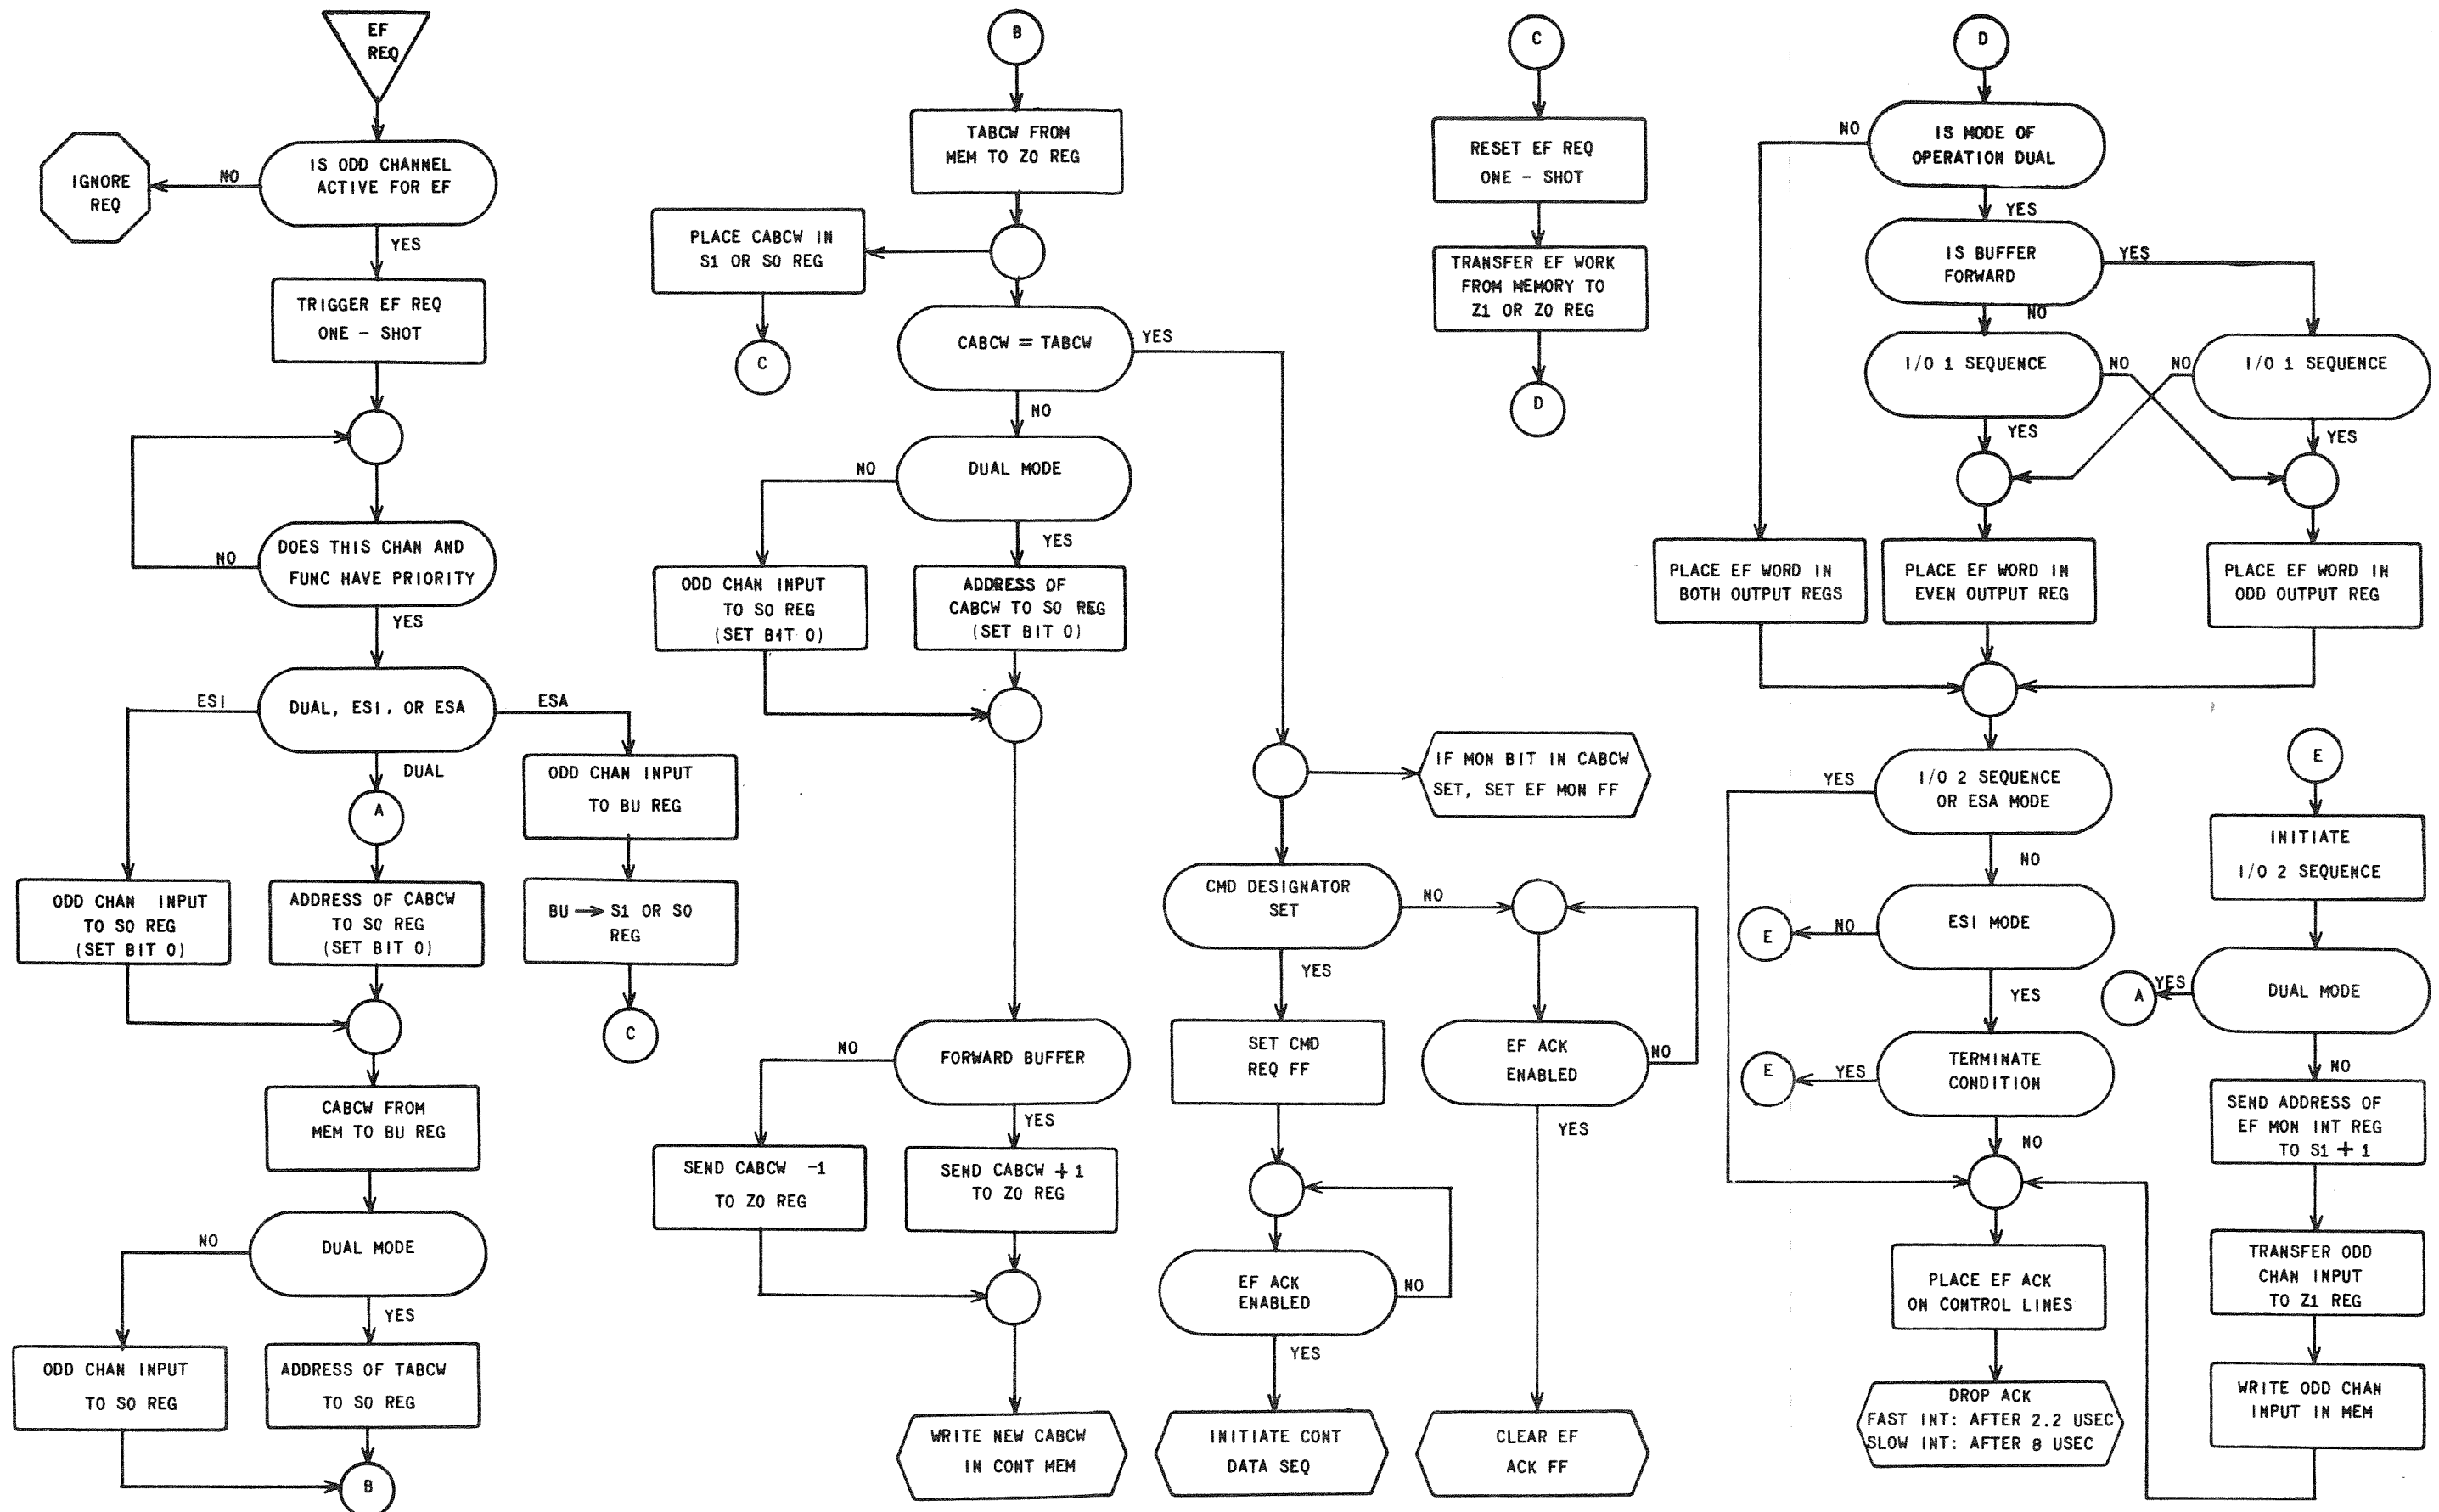 EF
REQ
IS ODD CHANNEL
ACTIVE FOR EF
NO
IGNORE
REQ
YES
TRIGGER EF REQ
ONE - SHOT
DOES THIS CHAN AND
FUNC HAVE PRIORITY
NO
YES
DUAL, ESI, OR ESA
ESI
ESA
DUAL
A
ODD CHAN INPUT
TO BU REG
ODD CHAN INPUT
TO S0 REG
(SET BIT 0)
ADDRESS OF CABCW
TO S0 REG
(SET BIT 0)
BU → S1 OR S0
REG
C
CABCW FROM
MEM TO BU REG
DUAL MODE
NO
YES
ODD CHAN INPUT
TO S0 REG
ADDRESS OF TABCW
TO S0 REG
B
B
TABCW FROM
MEM TO Z0 REG
PLACE CABCW IN
S1 OR S0 REG
C
CABCW = TABCW
YES
NO
DUAL MODE
NO
YES
ODD CHAN INPUT
TO S0 REG
(SET BIT 0)
ADDRESS OF
CABCW TO S0 REG
(SET BIT 0)
FORWARD BUFFER
NO
YES
SEND CABCW -1
TO Z0 REG
SEND CABCW + 1
TO Z0 REG
WRITE NEW CABCW
IN CONT MEM
IF MON BIT IN CABCW
SET, SET EF MON FF
CMD DESIGNATOR
SET
NO
YES
SET CMD
REQ FF
EF ACK
ENABLED
NO
YES
INITIATE CONT
DATA SEQ
EF ACK
ENABLED
NO
YES
CLEAR EF
ACK FF
C
RESET EF REQ
ONE - SHOT
TRANSFER EF WORK
FROM MEMORY TO
Z1 OR Z0 REG
D
D
IS MODE OF
OPERATION DUAL
NO
YES
IS BUFFER
FORWARD
YES
NO
I/O 1 SEQUENCE
NO
YES
I/O 1 SEQUENCE
NO
YES
PLACE EF WORD IN
BOTH OUTPUT REGS
PLACE EF WORD IN
EVEN OUTPUT REG
PLACE EF WORD IN
ODD OUTPUT REG
I/O 2 SEQUENCE
OR ESA MODE
YES
NO
ESI MODE
NO
E
YES
TERMINATE
CONDITION
YES
E
NO
PLACE EF ACK
ON CONTROL LINES
DROP ACK
FAST INT: AFTER 2.2 USEC
SLOW INT: AFTER 8 USEC
E
INITIATE
I/O 2 SEQUENCE
DUAL MODE
YES
A
NO
SEND ADDRESS OF
EF MON INT REG
TO S1 + 1
TRANSFER ODD
CHAN INPUT
TO Z1 REG
WRITE ODD CHAN
INPUT IN MEM